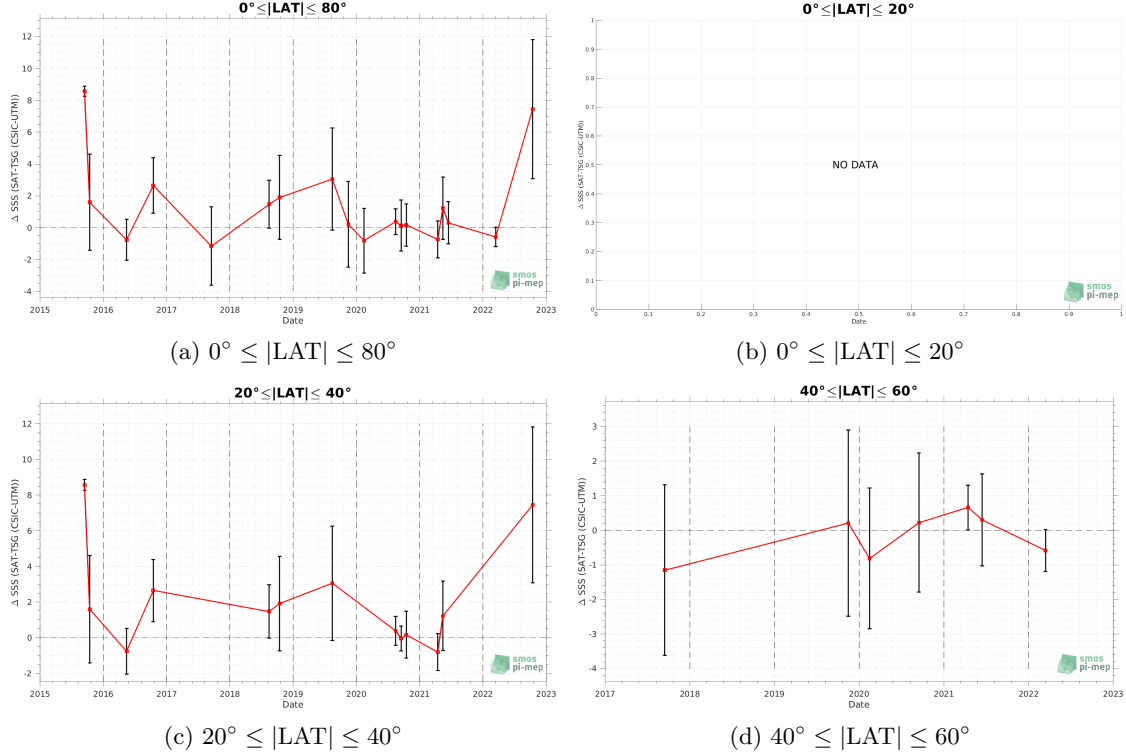 0°≤|LAT|≤ 80°
Δ SSS (SAT-TSG (CSIC-UTM))
12
10
8
6
4
2
0
-2
-4
2015 2016 2017 2018 2019 2020 2021 2022 2023
Date
smos
pi-mep
(a) 0° ≤ |LAT| ≤ 80°
0°≤|LAT|≤ 20°
Δ SSS (SAT-TSG (CSIC-UTM))
1
0.9
0.8
0.7
0.6
0.5
0.4
0.3
0.2
0.1
0
NO DATA
0 0.1 0.2 0.3 0.4 0.5 0.6 0.7 0.8 0.9 1
Date
smos
pi-mep
(b) 0° ≤ |LAT| ≤ 20°
20°≤|LAT|≤ 40°
Δ SSS (SAT-TSG (CSIC-UTM))
12
10
8
6
4
2
0
-2
2015 2016 2017 2018 2019 2020 2021 2022 2023
Date
smos
pi-mep
(c) 20° ≤ |LAT| ≤ 40°
40°≤|LAT|≤ 60°
Δ SSS (SAT-TSG (CSIC-UTM))
3
2
1
0
-1
-2
-3
-4
2017 2018 2019 2020 2021 2022 2023
Date
smos
pi-mep
(d) 40° ≤ |LAT| ≤ 60°